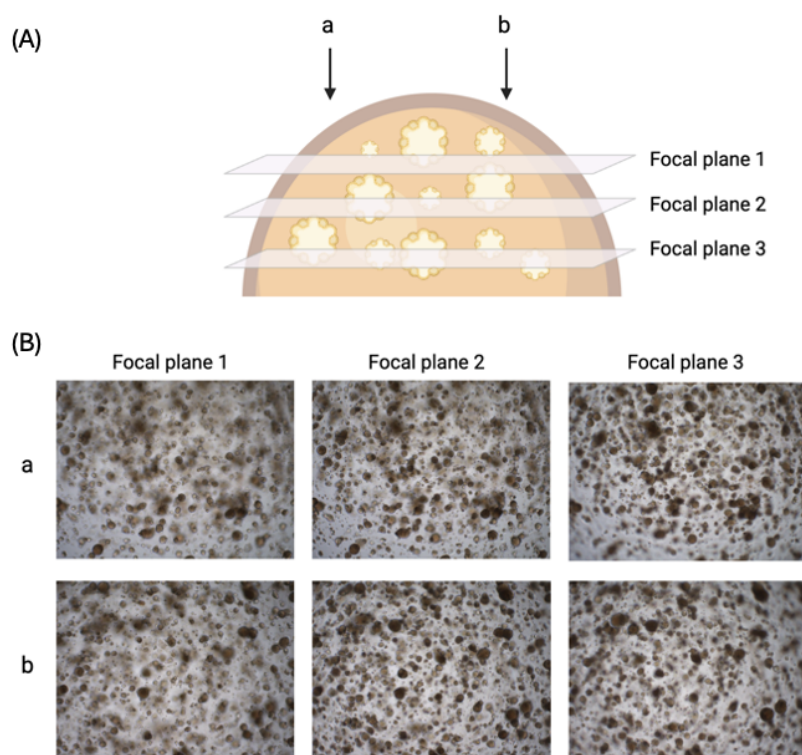 (A)
a b
Focal plane 1
Focal plane 2
Focal plane 3
(B)
Focal plane 1 Focal plane 2 Focal plane 3
a
b